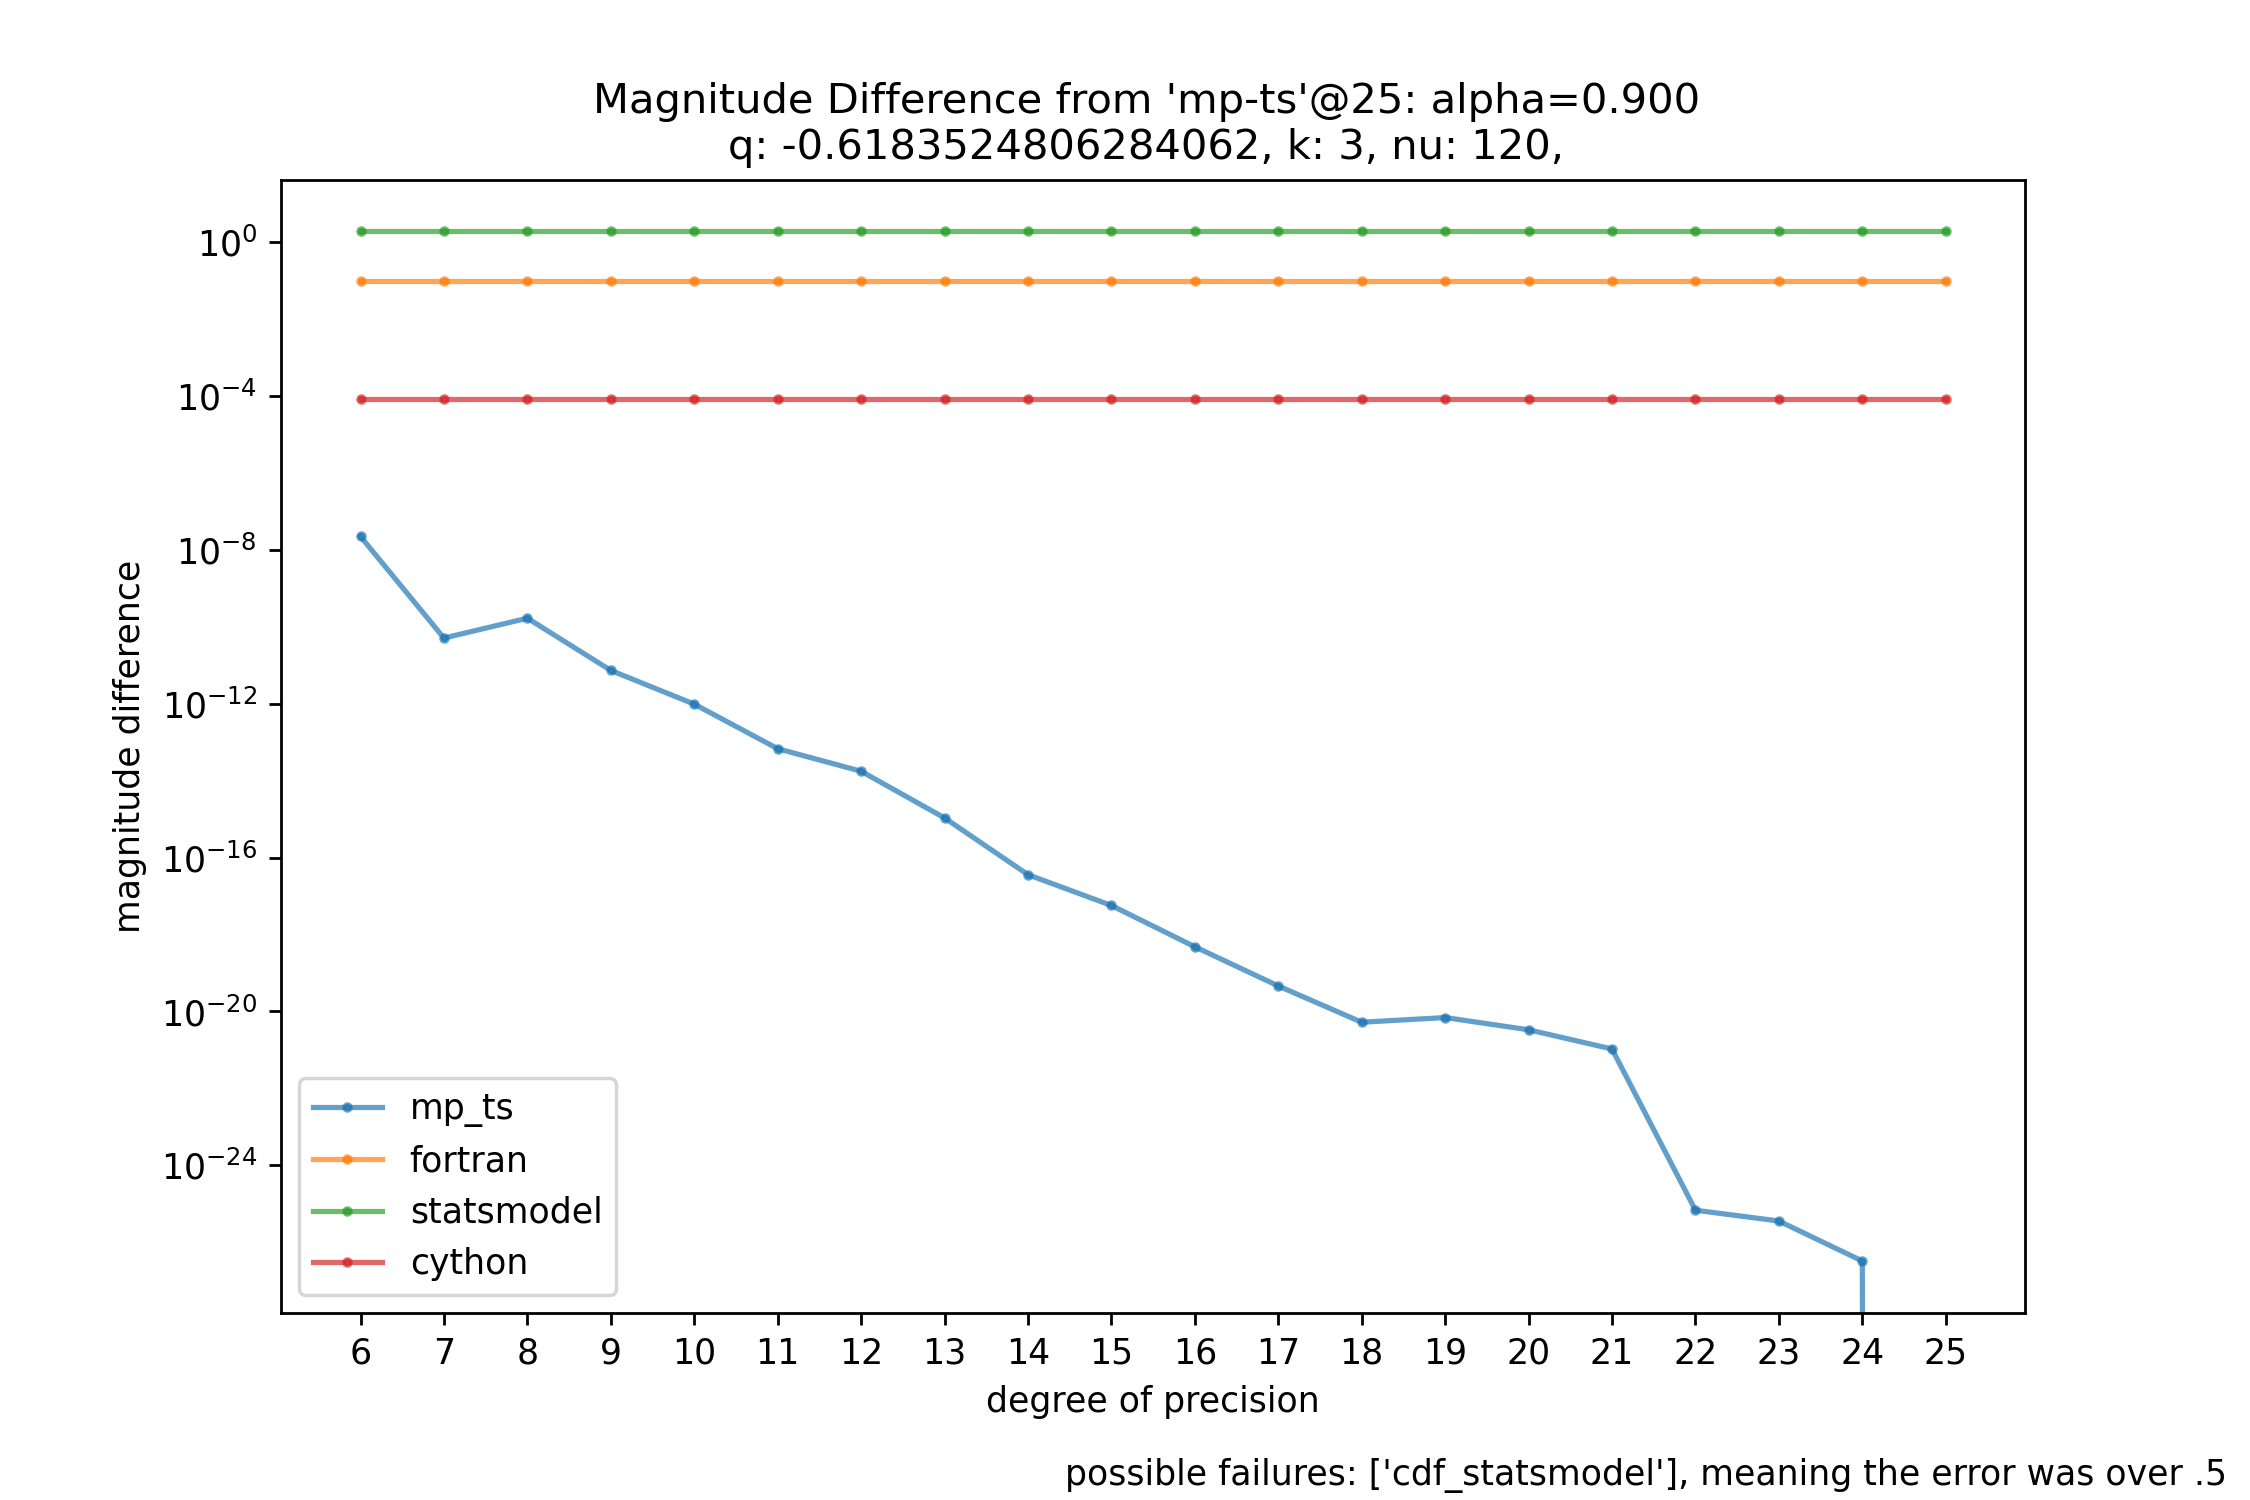 Magnitude Difference from 'mp-ts'@25: alpha=0.900
q: -0.6183524806284062, k: 3, nu: 120,
magnitude difference
10⁰
10⁻⁴
10⁻⁸
10⁻¹²
10⁻¹⁶
10⁻²⁰
10⁻²⁴
mp_ts
fortran
statsmodel
cython
6 7 8 9 10 11 12 13 14 15 16 17 18 19 20 21 22 23 24 25
degree of precision
possible failures: ['cdf_statsmodel'], meaning the error was over .5